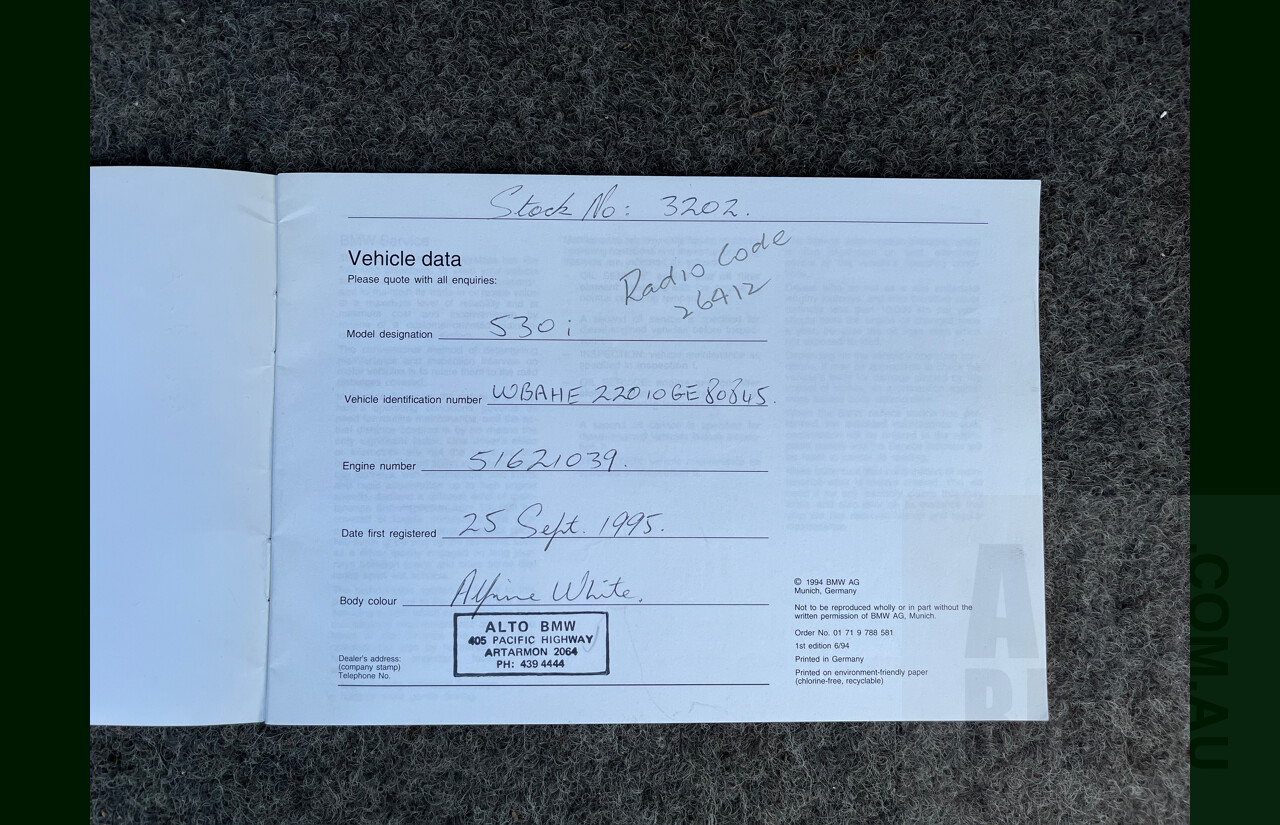 Stock No: 3202.
Vehicle data
Please quote with all enquiries:
Radio Code
26412
Model designation 530i
Vehicle identification number WBAHE 22010GE80845.
Engine number 51621039.
Date first registered 25 Sept. 1995.
Body colour Alpine White.
ALTO BMW
405 PACIFIC HIGHWAY
ARTARMON 2064
PH: 439 4444
Dealer's address:
(company stamp)
Telephone No.
© 1994 BMW AG
Munich, Germany
Not to be reproduced wholly or in part without the
written permission of BMW AG, Munich.
Order No. 01 71 9 788 581
1st edition 6/94
Printed in Germany
Printed on environment-friendly paper
(chlorine-free, recyclable)
.COM.AU